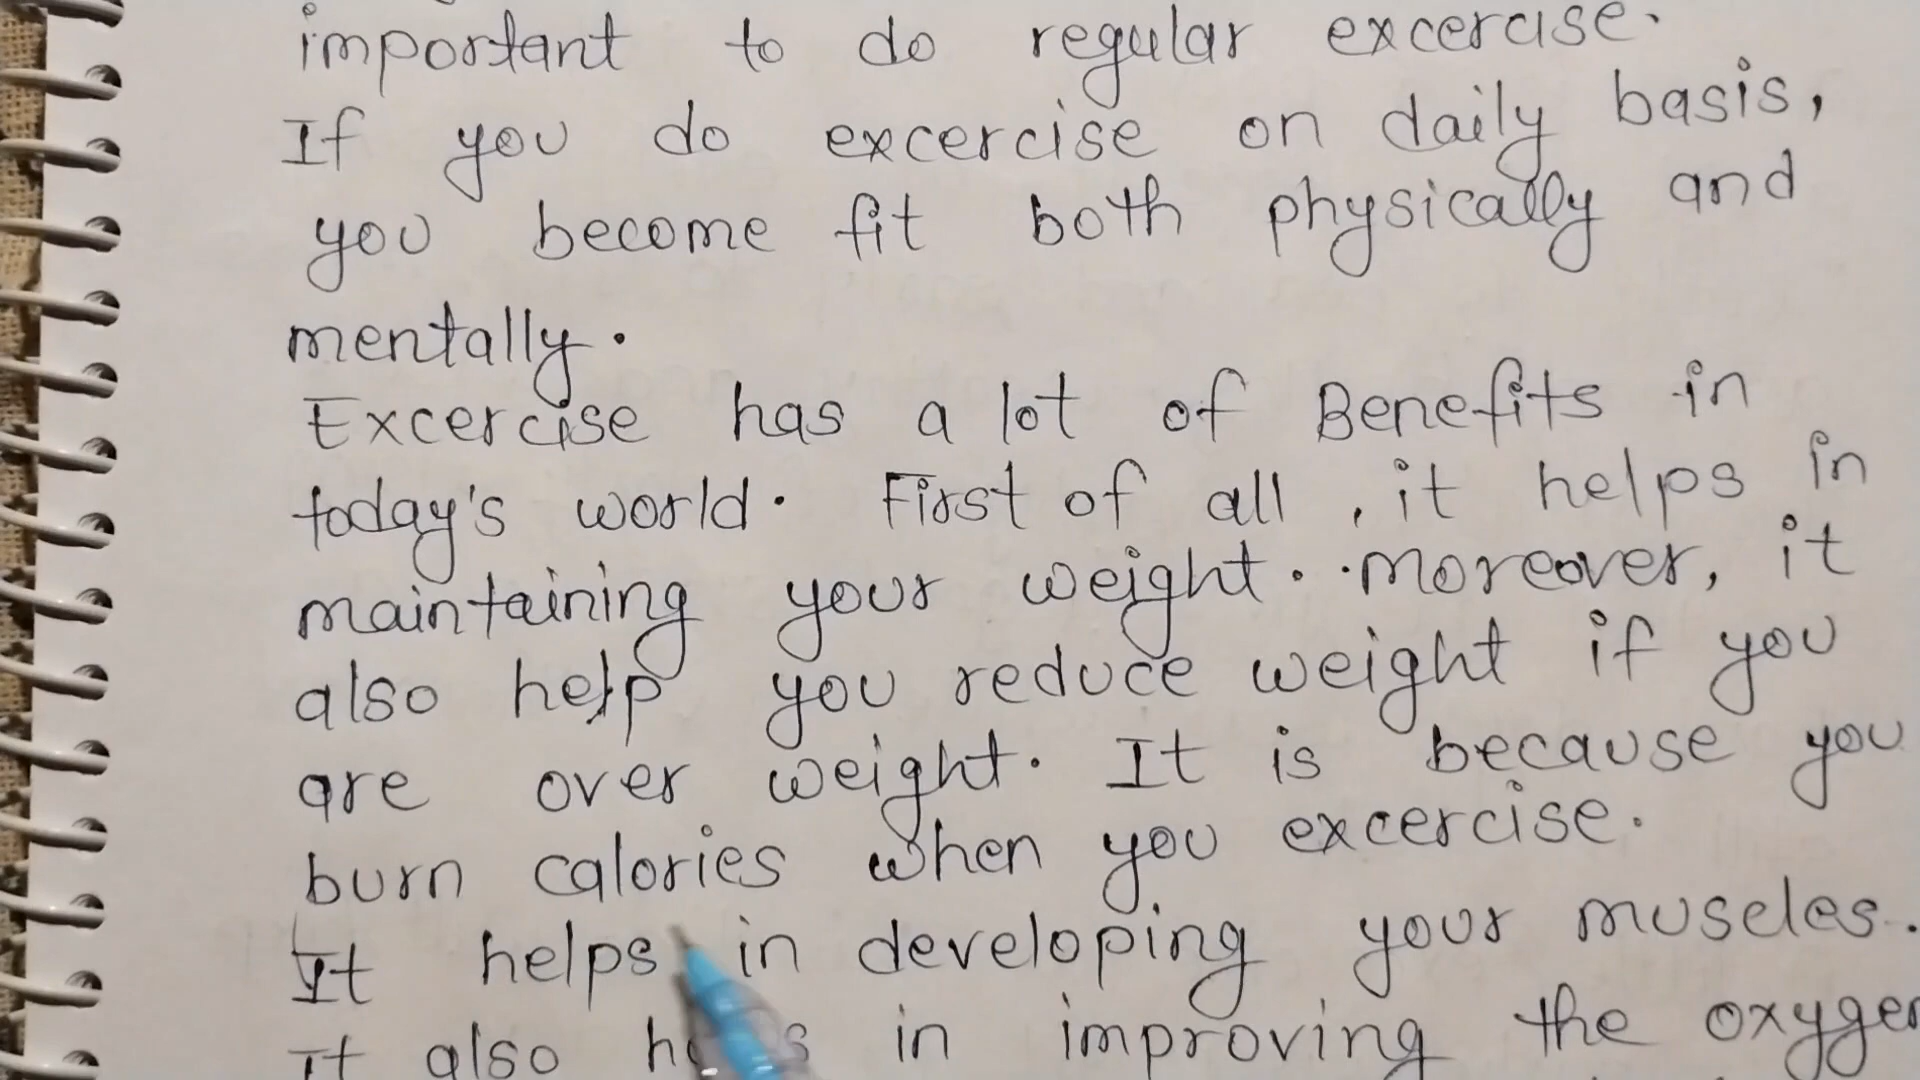 important to do regular excercise.
If you do excercise on daily basis,
you become fit both physically and
mentally.
Excercise has a lot of Benefits in
today's world. First of all, it helps in
maintaining your weight. Moreover, it
also help you reduce weight if you
are over weight. It is because you
burn calories when you excercise.
It helps in developing your muscles.
It also in improving the oxygen